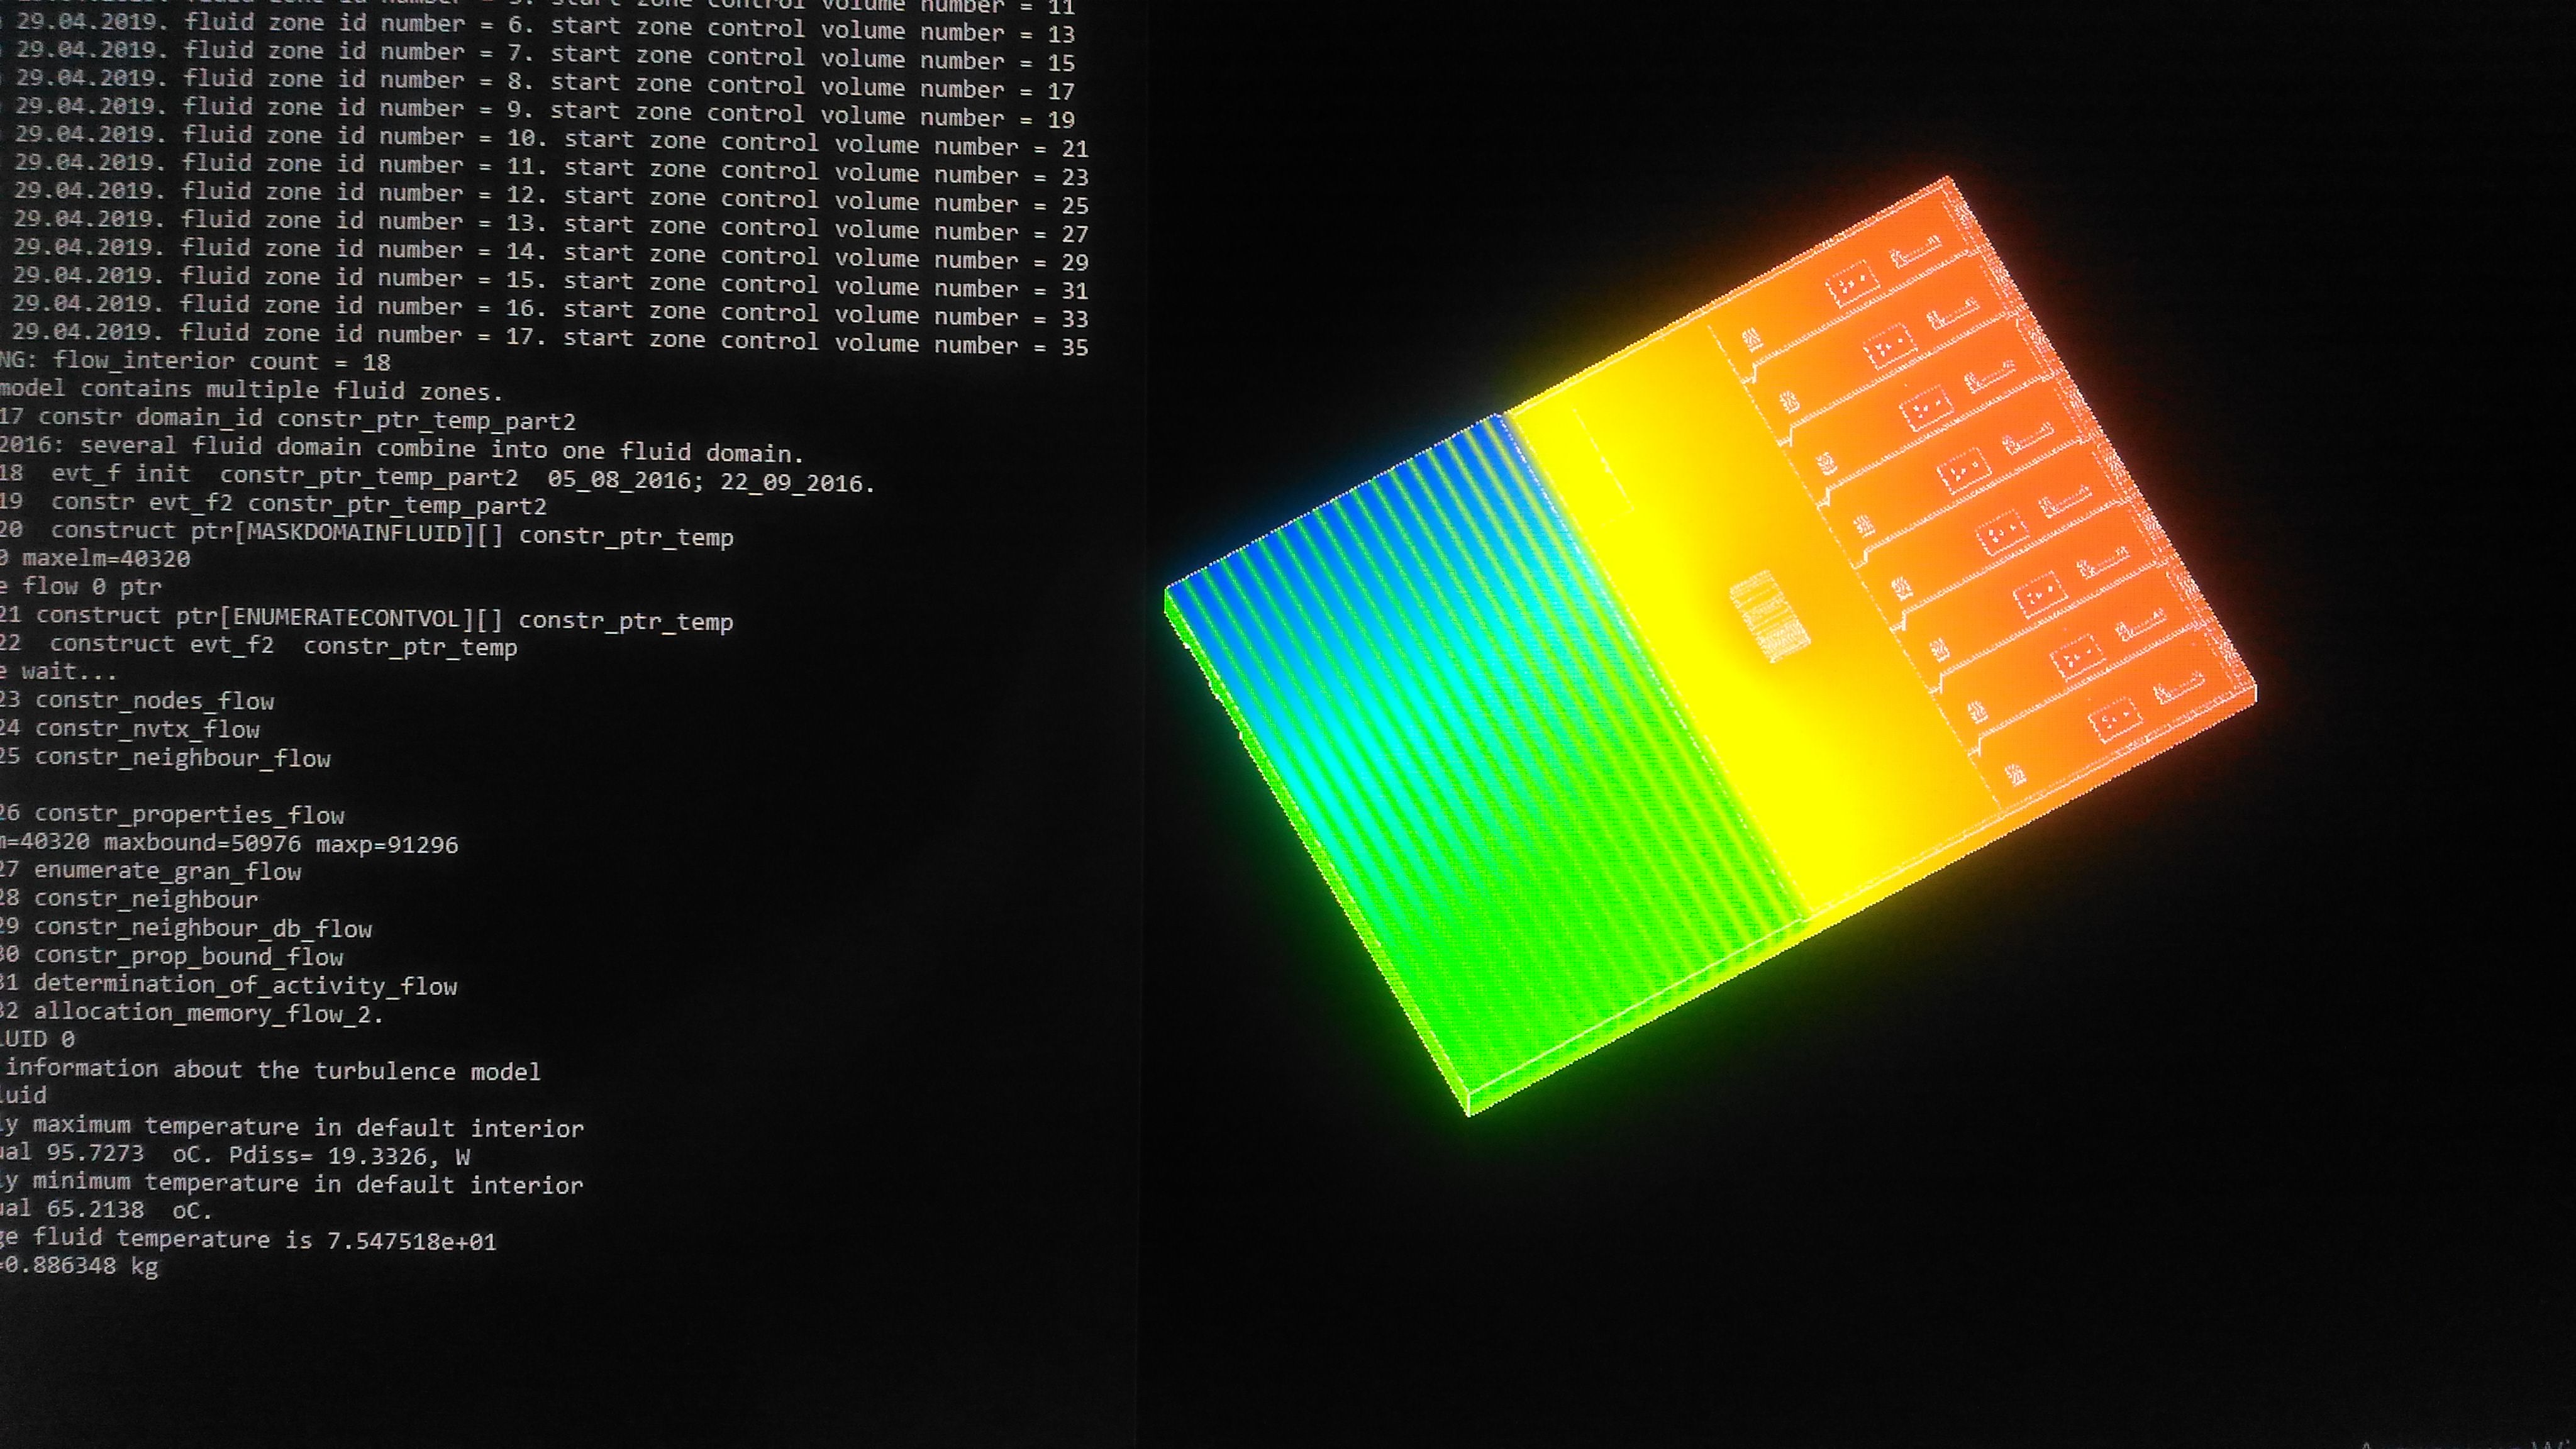 29.04.2019. fluid zone id number = 5. start zone control volume number = 11
29.04.2019. fluid zone id number = 6. start zone control volume number = 13
29.04.2019. fluid zone id number = 7. start zone control volume number = 15
29.04.2019. fluid zone id number = 8. start zone control volume number = 17
29.04.2019. fluid zone id number = 9. start zone control volume number = 19
29.04.2019. fluid zone id number = 10. start zone control volume number = 21
29.04.2019. fluid zone id number = 11. start zone control volume number = 23
29.04.2019. fluid zone id number = 12. start zone control volume number = 25
29.04.2019. fluid zone id number = 13. start zone control volume number = 27
29.04.2019. fluid zone id number = 14. start zone control volume number = 29
29.04.2019. fluid zone id number = 15. start zone control volume number = 31
29.04.2019. fluid zone id number = 16. start zone control volume number = 33
29.04.2019. fluid zone id number = 17. start zone control volume number = 35
NG: flow_interior count = 18
model contains multiple fluid zones.
17 constr domain_id constr_ptr_temp_part2
2016: several fluid domain combine into one fluid domain.
18 evt_f init constr_ptr_temp_part2 05_08_2016; 22_09_2016.
19 constr evt_f2 constr_ptr_temp_part2
20 construct ptr[MASKDOMAINFLUID][] constr_ptr_temp
0 maxelm=40320
e flow 0 ptr
21 construct ptr[ENUMERATECONTVOL][] constr_ptr_temp
22 construct evt_f2 constr_ptr_temp
e wait...
23 constr_nodes_flow
24 constr_nvtx_flow
25 constr_neighbour_flow
26 constr_properties_flow
m=40320 maxbound=50976 maxp=91296
27 enumerate_gran_flow
28 constr_neighbour
29 constr_neighbour_db_flow
30 constr_prop_bound_flow
31 determination_of_activity_flow
32 allocation_memory_flow_2.
LUID 0
information about the turbulence model
luid
ly maximum temperature in default interior
ual 95.7273 oC. Pdiss= 19.3326, W
ly minimum temperature in default interior
ual 65.2138 oC.
ge fluid temperature is 7.547518e+01
=0.886348 kg